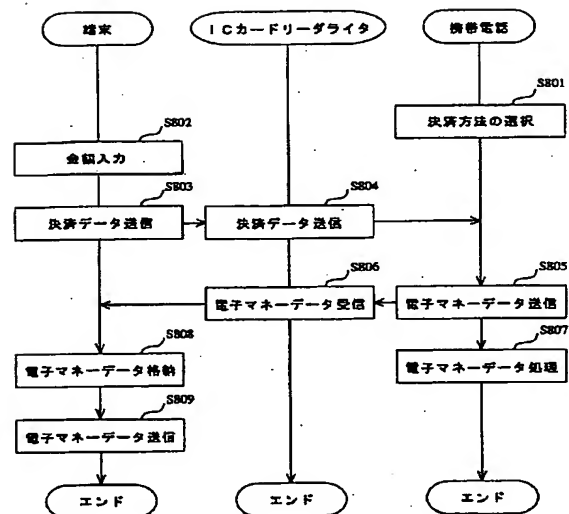 端末
ICカードリーダライタ
携帯電話
S801
決済方法の選択
S802
金額入力
S803
決済データ送信
S804
決済データ送信
S805
電子マネーデータ送信
S806
電子マネーデータ受信
S807
電子マネーデータ処理
S808
電子マネーデータ格納
S809
電子マネーデータ送信
エンド
エンド
エンド